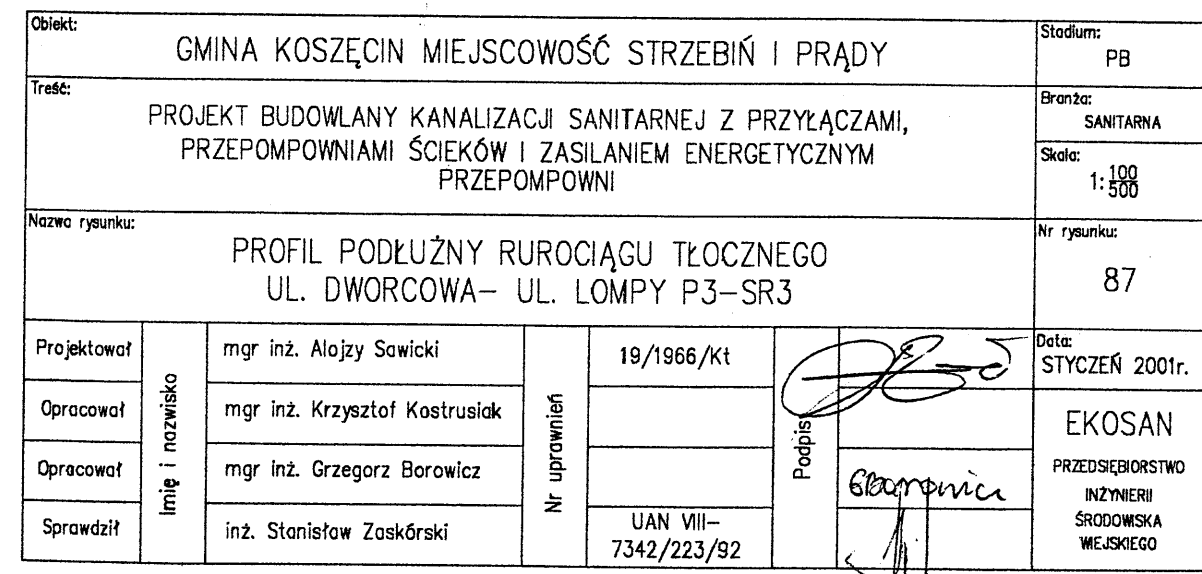 Obiekt:
GMINA KOSZĘCIN MIEJSCOWOŚĆ STRZEBIŃ I PRĄDY
Stadium:
PB
Treść:
PROJEKT BUDOWLANY KANALIZACJI SANITARNEJ Z PRZYŁĄCZAMI,
PRZEPOMPOWNIAMI ŚCIEKÓW I ZASILANIEM ENERGETYCZNYM
PRZEPOMPOWNI
Branża:
SANITARNA
Skala:
1:100/500
Nazwa rysunku:
PROFIL PODŁUŻNY RUROCIĄGU TŁOCZNEGO
UL. DWORCOWA– UL. LOMPY P3–SR3
Nr rysunku:
87
Projektował
Imię i nazwisko
mgr inż. Alojzy Sawicki
Nr uprawnień
19/1966/Kt
Podpis
Data:
STYCZEŃ 2001r.
Opracował
mgr inż. Krzysztof Kostrusiak
Opracował
mgr inż. Grzegorz Borowicz
Sprawdził
inż. Stanisław Zaskórski
UAN VIII–
7342/223/92
EKOSAN
PRZEDSIĘBIORSTWO
INŻYNIERII
ŚRODOWISKA
WIEJSKIEGO